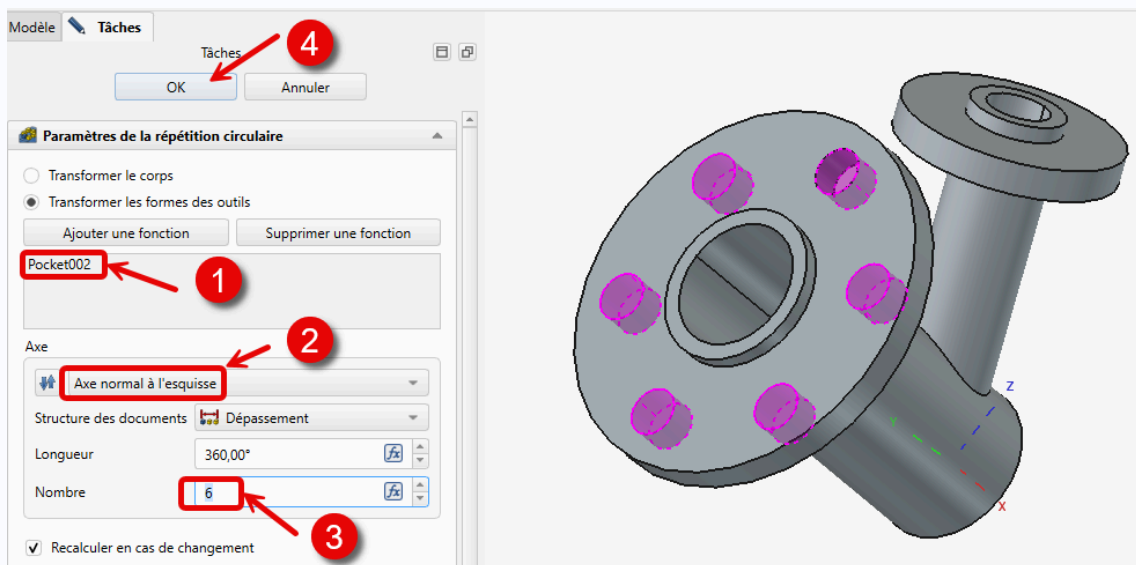 Modèle Tâches
Tâches
4
OK Annuler
Paramètres de la répétition circulaire
Transformer le corps
Transformer les formes des outils
Ajouter une fonction Supprimer une fonction
Pocket002
1
Axe
2
Axe normal à l'esquisse
Structure des documents Dépassement
Longueur 360,00° fx
Nombre 6 fx
3
Recalculer en cas de changement
Z
Y
X